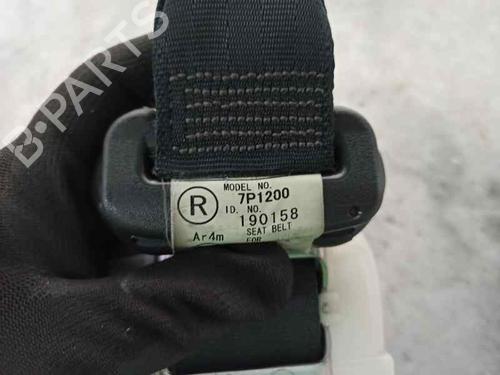 B-PARTS
MODEL NO.
R 7P1200
ID. NO.
190158
Ar4m SEAT BELT
FOR